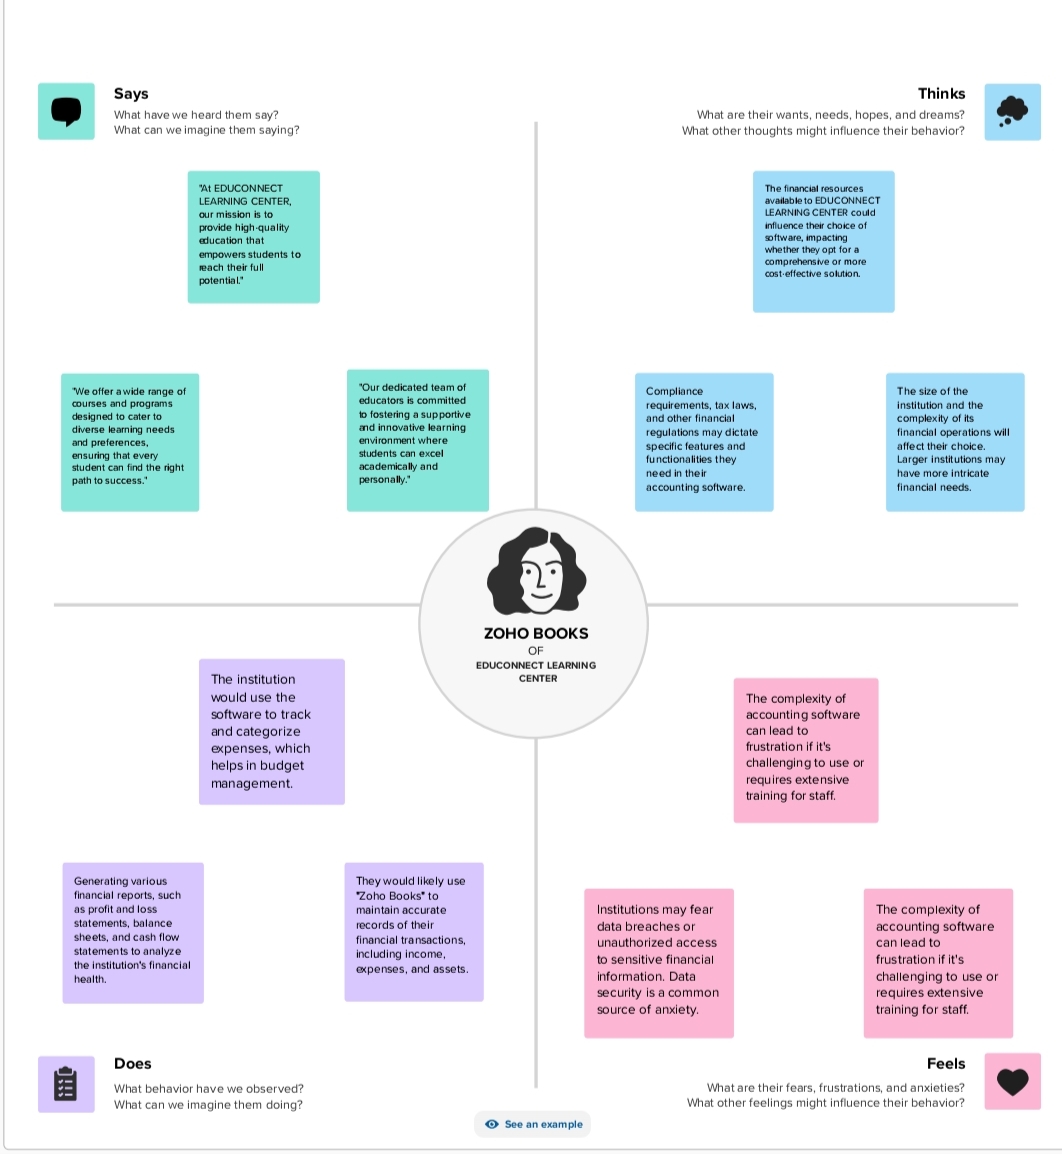 Says
What have we heard them say?
What can we imagine them saying?
Thinks
What are their wants, needs, hopes, and dreams?
What other thoughts might influence their behavior?
"At EDUCONNECT
LEARNING CENTER,
our mission is to
provide high-quality
education that
empowers students to
reach their full
potential."
"We offer a wide range of
courses and programs
designed to cater to
diverse learning needs
and preferences,
ensuring that every
student can find the right
path to success."
"Our dedicated team of
educators is committed
to fostering a supportive
and innovative learning
environment where
students can excel
academically and
personally."
The financial resources
available to EDUCONNECT
LEARNING CENTER could
influence their choice of
software, impacting
whether they opt for a
comprehensive or more
cost-effective solution.
Compliance
requirements, tax laws,
and other financial
regulations may dictate
specific features and
functionalities they
need in their
accounting software.
The size of the
institution and the
complexity of its
financial operations will
affect their choice.
Larger institutions may
have more intricate
financial needs.
ZOHO BOOKS
OF
EDUCONNECT LEARNING
CENTER
The institution
would use the
software to track
and categorize
expenses, which
helps in budget
management.
Generating various
financial reports, such
as profit and loss
statements, balance
sheets, and cash flow
statements to analyze
the institution's financial
health.
They would likely use
"Zoho Books" to
maintain accurate
records of their
financial transactions,
including income,
expenses, and assets.
The complexity of
accounting software
can lead to
frustration if it's
challenging to use or
requires extensive
training for staff.
Institutions may fear
data breaches or
unauthorized access
to sensitive financial
information. Data
security is a common
source of anxiety.
The complexity of
accounting software
can lead to
frustration if it's
challenging to use or
requires extensive
training for staff.
Does
What behavior have we observed?
What can we imagine them doing?
Feels
What are their fears, frustrations, and anxieties?
What other feelings might influence their behavior?
See an example